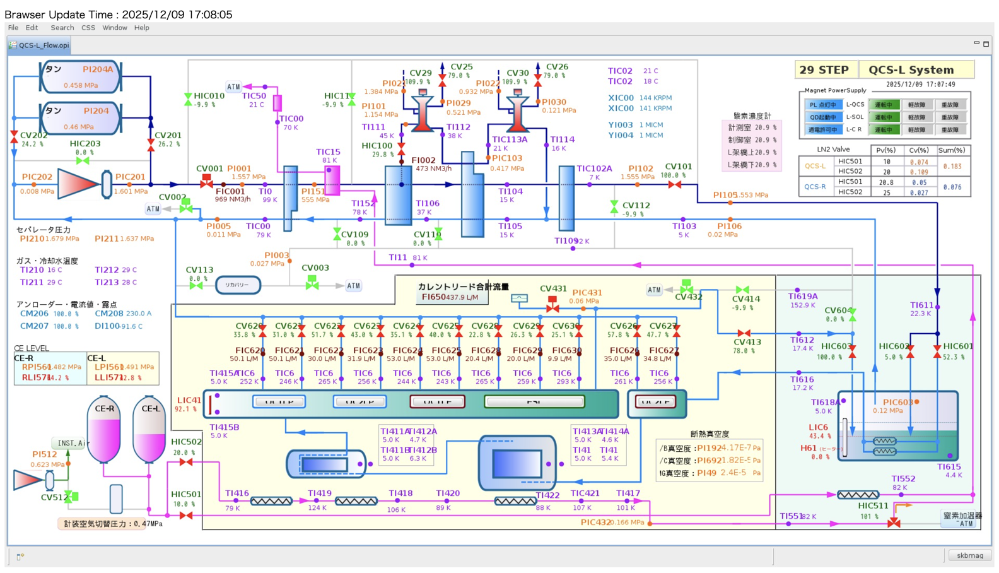 Brawser Update Time : 2025/12/09 17:08:05
File Edit Search CSS Window Help
QCS-L_Flow.opi
29 STEP QCS-L System
2025/12/09 17:07:49
Magnet PowerSupply
PL 点灯中 L-QCS 運転中 軽故障 重故障
QD起動中 L-SOL 運転中 軽故障 重故障
通電許可中 L-C R 運転中 軽故障 重故障
LN2 Valve Pv(%) Cv(%) Sum(%)
QCS-L HIC501 10 0.074 0.183
HIC502 20 0.109
QCS-R HIC501 20.8 0.05 0.076
HIC502 25 0.027
タン PI204A
0.458 MPa
タン PI204
0.46 MPa
CV202
24.2 %
CV201
26.2 %
HIC203
0.0 %
PIC202
0.008 MPa
PIC201
1.601 MPa
HIC010
-9.9 %
ATM
TIC50
21 C
TIC00
70 K
HIC11
-9.9 %
TIC15
81 K
CV001
PI001
1.557 MPa
FIC001
969 NM3/h
TI0
99 K
PI151
555 MPa
CV002
ATM
PI005
0.011 MPa
TIC00
79 K
TI152
78 K
CV29
109.9 %
CV25
79.0 %
PI021
1.384 MPa
PI029
0.521 MPa
PI101
1.154 MPa
TI111
45 K
TI112
38 K
HIC100
29.8 %
FI002
473 NM3/h
CV30
109.9 %
CV26
79.0 %
PI022
0.932 MPa
PI030
0.121 MPa
TIC113A
21 K
TI114
16 K
PIC103
0.417 MPa
TIC02 21 C
TIC02 18 C
XIC00 144 KRPM
XIC00 141 KRPM
YI003 1 MICM
YI004 1 MICM
酸素濃度計
計測室 20.9 %
制御室 20.9 %
L架橋上20.9 %
L架橋下20.9 %
TIC102A
7 K
PI102
1.555 MPa
CV101
100.0 %
TI104
15 K
TI106
37 K
TI105
15 K
CV112
-9.9 %
PI105 1.553 MPa
TI103
5 K
PI106
0.02 MPa
CV109
0.0 %
CV110
0.0 %
TI109 92 K
TI11 81 K
PI003
0.027 MPa
CV113
0.0 %
リカバリー
CV003
ATM
セパレータ圧力
PI210 1.679 MPa PI211 1.637 MPa
ガス・冷却水温度
TI210 16 C TI212 29 C
TI211 29 C TI213 28 C
アンローダー・電流値・露点
CM206 100.0 % CM208 230.0 A
CM207 100.0 % DI100 -91.6 C
CE LEVEL
CE-R CE-L
RPI560 .482 MPa LPI560 .491 MPa
RLI571 4.2 % LLI571 2.8 %
CE-R
CE-L
INST.Air
PI512
0.623 MPa
CV512
計装空気切替圧力：0.47MPa
HIC502
20.0 %
HIC501
10.0 %
カレントリード合計流量
FI650 437.9 L/M
CV431
PIC431
0.06 MPa
ATM
CV432
CV414
-9.9 %
TI619A
152.9 K
CV604
0.0 %
TI611
22.3 K
CV413
78.0 %
TI612
17.4 K
HIC603
100.0 %
HIC602
5.0 %
HIC601
52.3 %
CV620 CV621 CV622 CV623 CV624 CV625 CV628 CV629 CV630 CV626 CV627
33.8 % 31.0 % 51.7 % 43.0 % 35.1 % 40.0 % 22.8 % 26.3 % 25.1 % 57.8 % 47.7 %
FIC620 FIC621 FIC622 FIC623 FIC624 FIC625 FIC628 FIC629 FIC630 FIC626 FIC627
50.1 L/M 50.1 L/M 30.0 L/M 31.9 L/M 53.0 L/M 53.0 L/M 20.4 L/M 20.0 L/M 9.9 L/M 35.0 L/M 34.8 L/M
TI415A TIC6 TIC6 TIC6 TIC6 TIC6 TIC6 TIC6 TIC6 TIC6 TIC6 TIC6
5.0 K 252 K 246 K 265 K 256 K 244 K 243 K 265 K 259 K 293 K 261 K 256 K
LIC41
92.1 %
TI415B
5.0 K
TI616
17.2 K
TI618A
5.0 K
PIC603
0.12 MPa
LIC6
43.4 %
H61 (ヒーター)
0.0 %
TI615
4.4 K
TI411A TI412A
5.0 K 4.7 K
TI411B TI412B
5.0 K 6.3 K
TI413A TI414A
5.0 K 4.6 K
TI41 TI41
5.0 K 5.4 K
断熱真空度
/B真空度：PI192 4.17E-7 Pa
/C真空度：PI692 1.82E-5 Pa
IG真空度：PI49 2.4E-5 Pa
TI416
79 K
TI419
124 K
TI418
106 K
TI420
89 K
TI422
88 K
TIC421
107 K
TI417
101 K
PIC432 0.166 MPa
TI552
82 K
HIC511
101 %
TI551 82 K
窒素加温器
ATM
skbmag